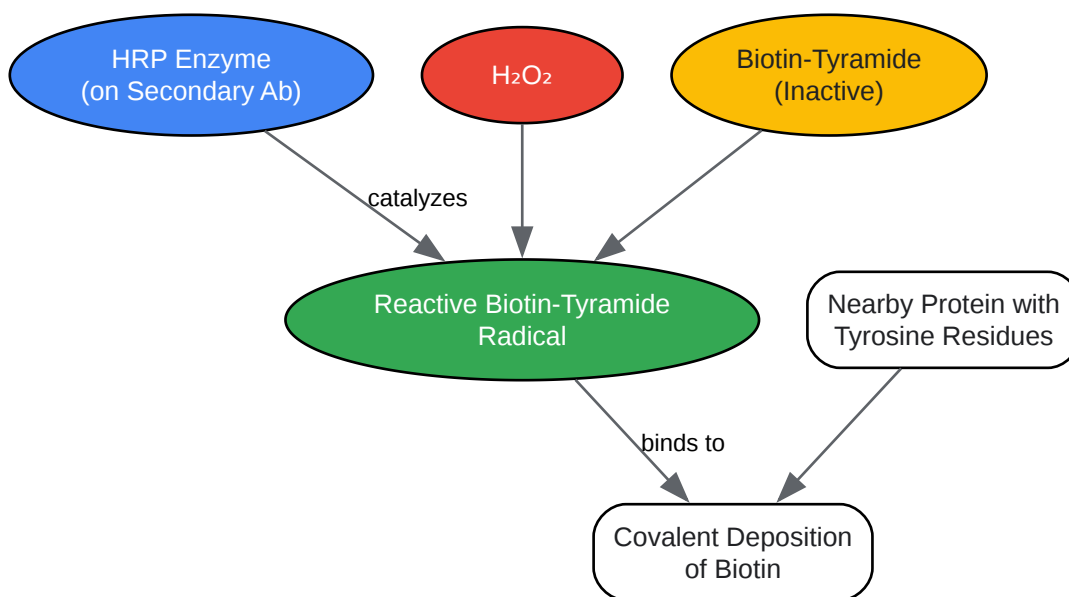 HRP Enzyme
(on Secondary Ab)
H₂O₂
Biotin-Tyramide
(Inactive)
catalyzes
Reactive Biotin-Tyramide
Radical
Nearby Protein with
Tyrosine Residues
binds to
Covalent Deposition
of Biotin